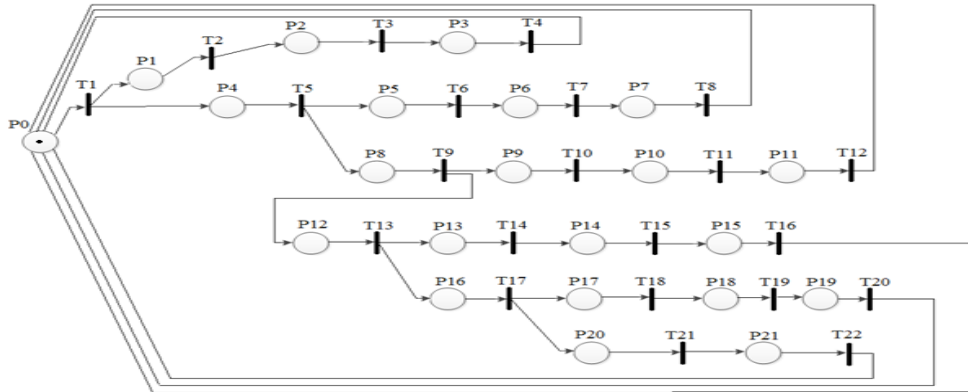 P2 T3 P3 T4
T2
P1
T1 P4 T5 P5 T6 P6 T7 P7 T8
P0
P8 T9 P9 T10 P10 T11 P11 T12
P12 T13 P13 T14 P14 T15 P15 T16
P16 T17 P17 T18 P18 T19 P19 T20
P20 T21 P21 T22